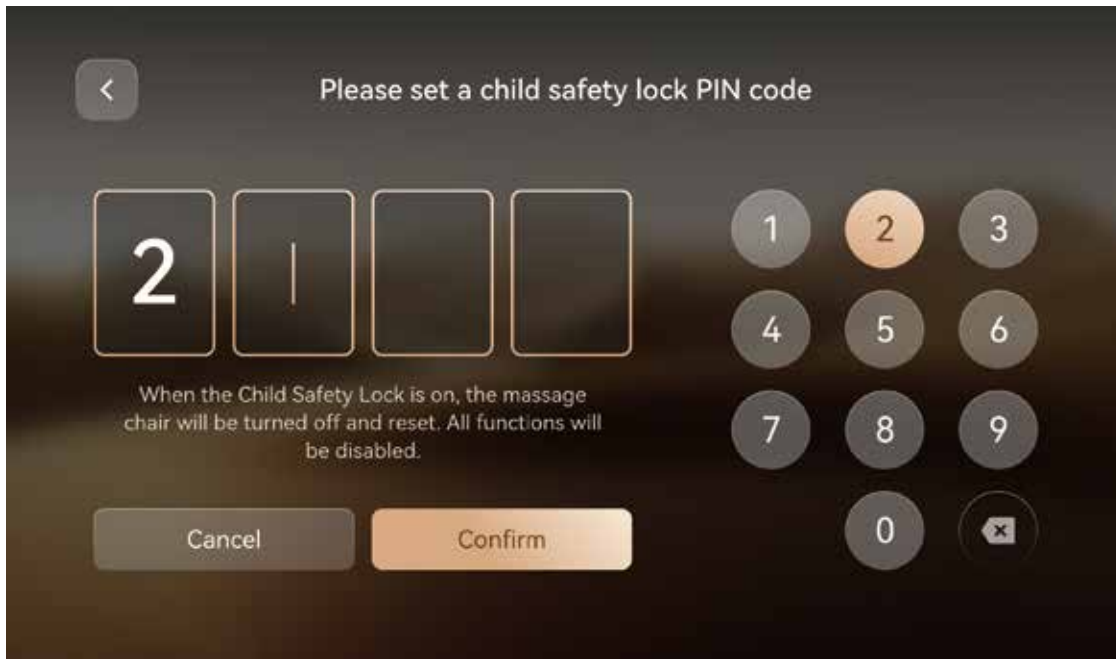 Please set a child safety lock PIN code
2
When the Child Safety Lock is on, the massage
chair will be turned off and reset. All functions will
be disabled.
Cancel
Confirm
1 2 3
4 5 6
7 8 9
0